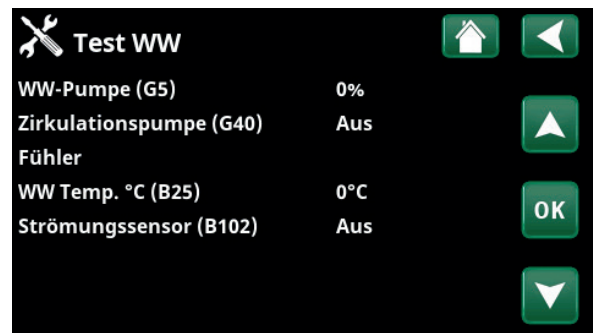 Test WW
WW-Pumpe (G5) 0%
Zirkulationspumpe (G40) Aus
Fühler
WW Temp. °C (B25) 0°C
OK
Strömungssensor (B102) Aus